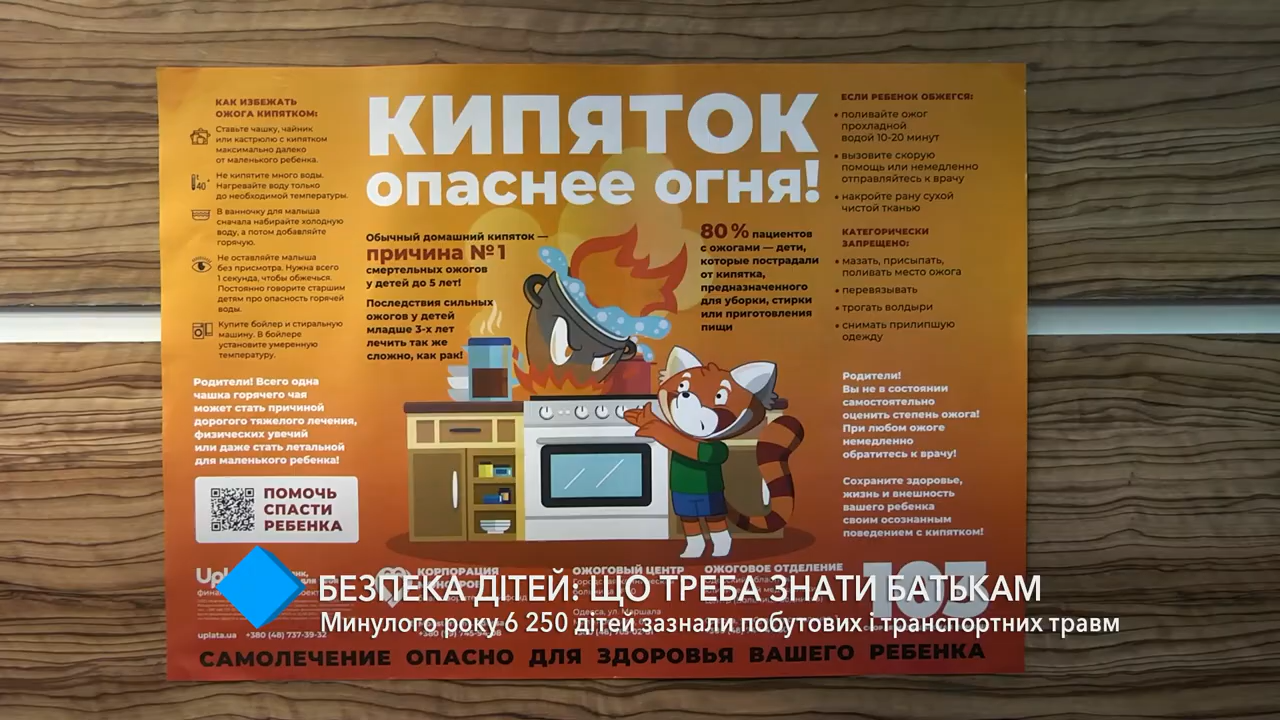 КАК ИЗБЕЖАТЬ
ОЖОГА КИПЯТКОМ:
Ставьте чашку, чайник
или кастрюлю с кипятком
максимально далеко
от маленького ребенка.
40°
Не кипятите много воды.
Нагревайте воду только
до необходимой температуры.
В ванночку для малыша
сначала набирайте холодную
воду, а потом добавляйте
горячую.
Не оставляйте малыша
без присмотра. Нужна всего
1 секунда, чтобы обжечься.
Постоянно говорите старшим
детям про опасность горячей
воды.
Купите бойлер и стиральную
машину. В бойлере
установите умеренную
температуру.
Родители! Всего одна
чашка горячего чая
может стать причиной
дорогого тяжелого лечения,
физических увечий
или даже стать летальной
для маленького ребенка!
ПОМОЧЬ
СПАСТИ
РЕБЕНКА
КИПЯТОК
опаснее огня!
Обычный домашний кипяток —
причина №1
смертельных ожогов
у детей до 5 лет!
Последствия сильных
ожогов у детей
младше 3-х лет
лечить так же
сложно, как рак!
80% пациентов
с ожогами — дети,
которые пострадали
от кипятка,
предназначенного
для уборки, стирки
или приготовления
пищи
ЕСЛИ РЕБЕНОК ОБЖЕГСЯ:
• поливайте ожог
прохладной
водой 10-20 минут
• вызовите скорую
помощь или немедленно
отправляйтесь к врачу
• накройте рану сухой
чистой тканью
КАТЕГОРИЧЕСКИ
ЗАПРЕЩЕНО:
• мазать, присыпать,
поливать место ожога
• перевязывать
• трогать волдыри
• снимать прилипшую
одежду
Родители!
Вы не в состоянии
самостоятельно
оценить степень ожога!
При любом ожоге
немедленно
обратитесь к врачу!
Сохраните здоровье,
жизнь и внешность
вашего ребенка
своим осознанным
поведением с кипятком!
КОРПОРАЦИЯ
ОЖОГОВЫЙ ЦЕНТР
ОЖОГОВОЕ ОТДЕЛЕНИЕ
103
БЕЗПЕКА ДІТЕЙ: ЩО ТРЕБА ЗНАТИ БАТЬКАМ
Минулого року 6 250 дітей зазнали побутових і транспортних травм
uplata.ua +380 (48) 737-39-32
САМОЛЕЧЕНИЕ ОПАСНО ДЛЯ ЗДОРОВЬЯ ВАШЕГО РЕБЕНКА